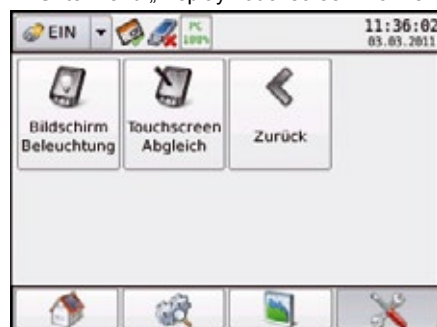 EIN
PC
100%
11:36:02
03.03.2011
Bildschirm
Beleuchtung
Touchscreen
Abgleich
Zurück